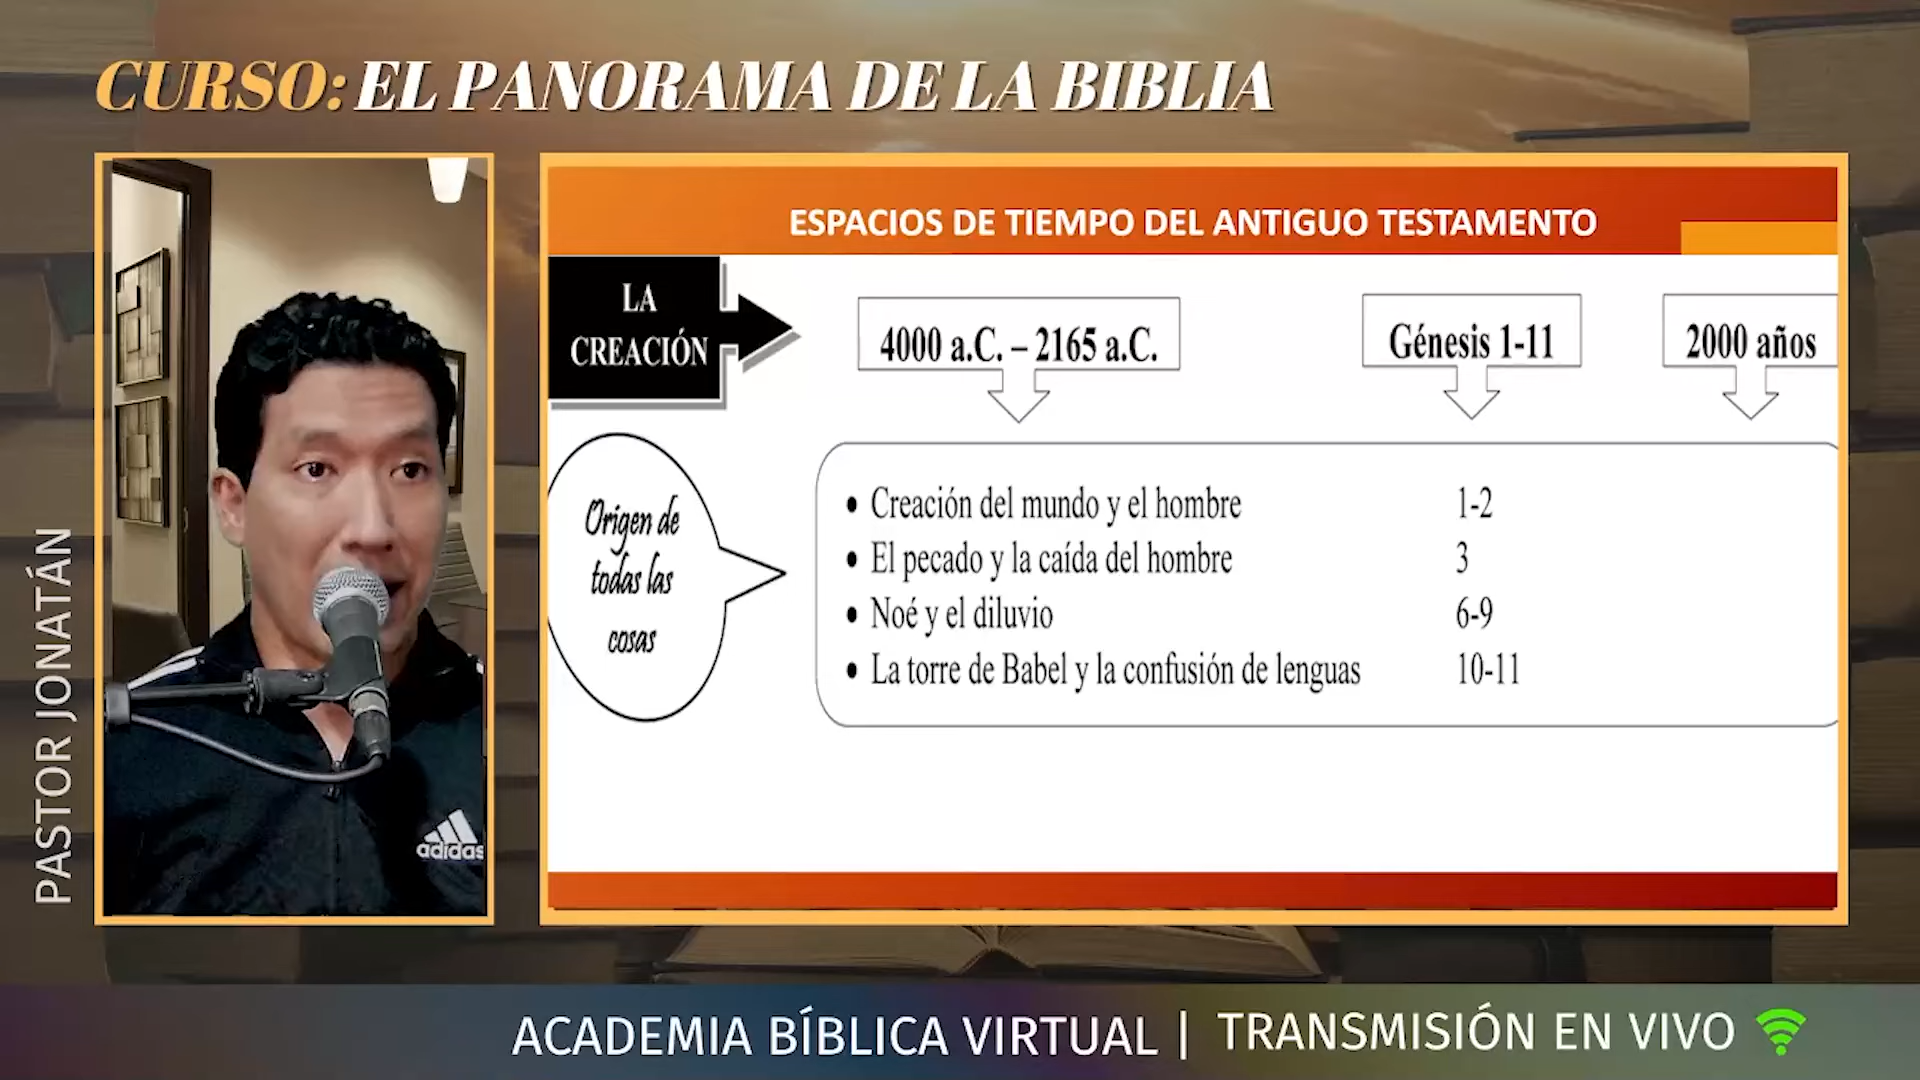 CURSO: EL PANORAMA DE LA BIBLIA
PASTOR JONATÁN
adidas
ESPACIOS DE TIEMPO DEL ANTIGUO TESTAMENTO
LA
CREACIÓN
4000 a.C. – 2165 a.C.
Génesis 1-11
2000 años
Origen de
todas las
cosas
• Creación del mundo y el hombre 1-2
• El pecado y la caída del hombre 3
• Noé y el diluvio 6-9
• La torre de Babel y la confusión de lenguas 10-11
ACADEMIA BÍBLICA VIRTUAL | TRANSMISIÓN EN VIVO